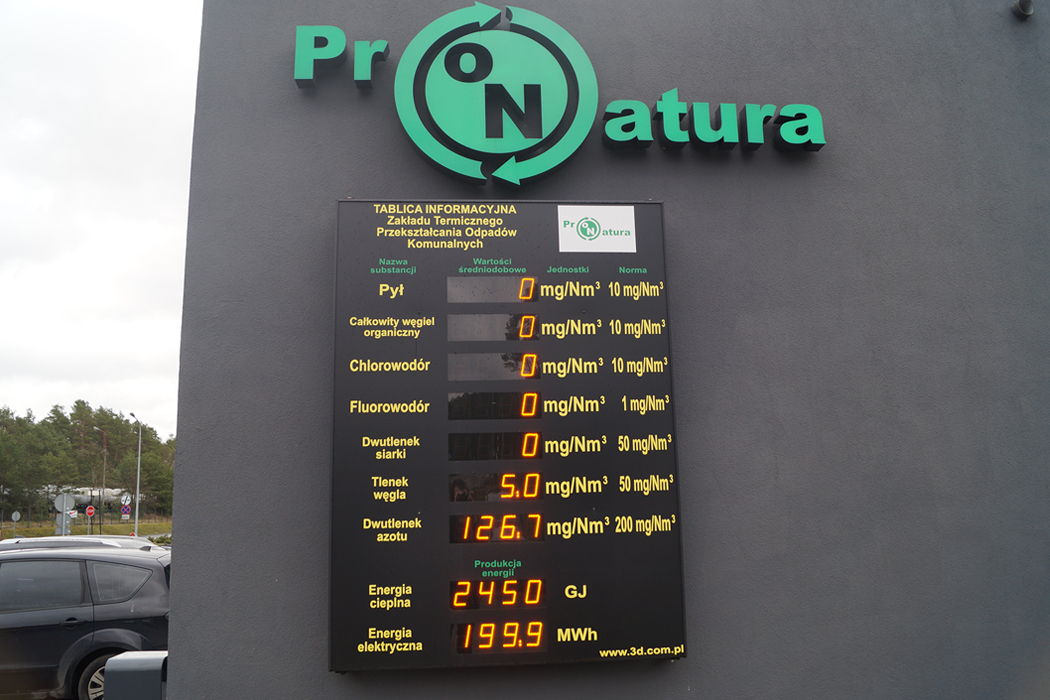 Pr o N atura
TABLICA INFORMACYJNA
Zakładu Termicznego
Przekształcania Odpadów
Komunalnych
Pr o N atura
Nazwa substancji Wartości średniodobowe Jednostki Norma
Pył 0 mg/Nm³ 10 mg/Nm³
Całkowity węgiel organiczny 0 mg/Nm³ 10 mg/Nm³
Chlorowodór 0 mg/Nm³ 10 mg/Nm³
Fluorowodór 0 mg/Nm³ 1 mg/Nm³
Dwutlenek siarki 0 mg/Nm³ 50 mg/Nm³
Tlenek węgla 5.0 mg/Nm³ 50 mg/Nm³
Dwutlenek azotu 126.7 mg/Nm³ 200 mg/Nm³
Produkcja energii
Energia cieplna 2450 GJ
Energia elektryczna 199.9 MWh
www.3d.com.pl